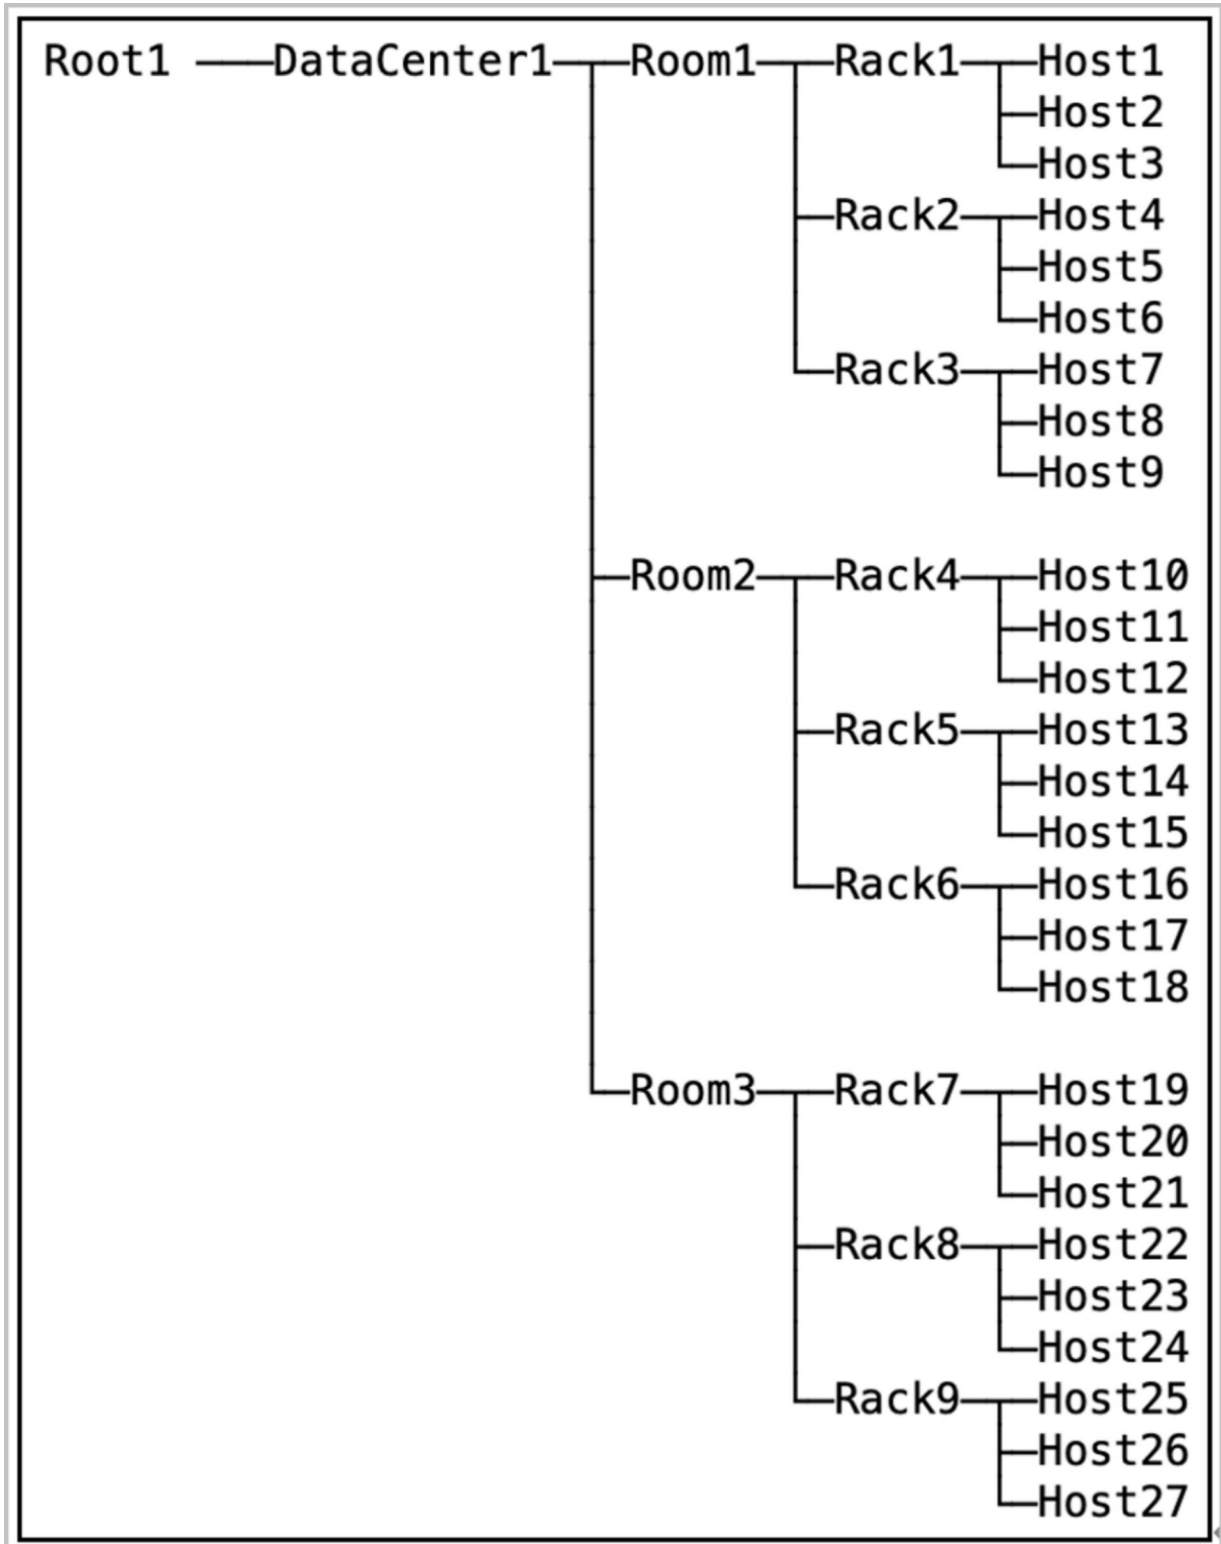 Root1 DataCenter1 Room1 Rack1 Host1
Host2
Host3
Rack2 Host4
Host5
Host6
Rack3 Host7
Host8
Host9
Room2 Rack4 Host10
Host11
Host12
Rack5 Host13
Host14
Host15
Rack6 Host16
Host17
Host18
Room3 Rack7 Host19
Host20
Host21
Rack8 Host22
Host23
Host24
Rack9 Host25
Host26
Host27